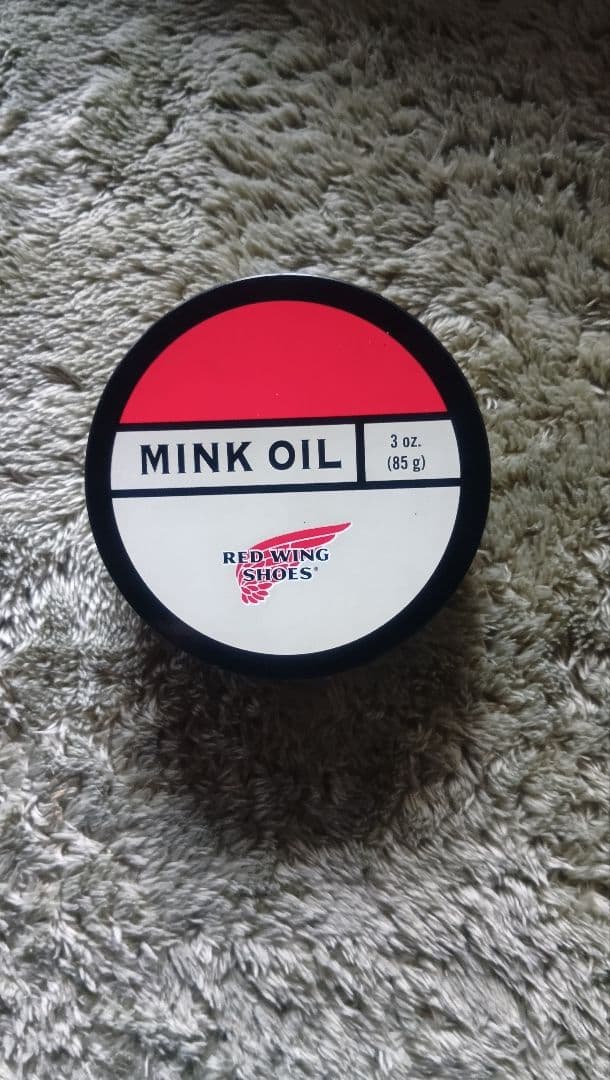 MINK OIL
3 oz.
(85 g)
RED WING
SHOES®